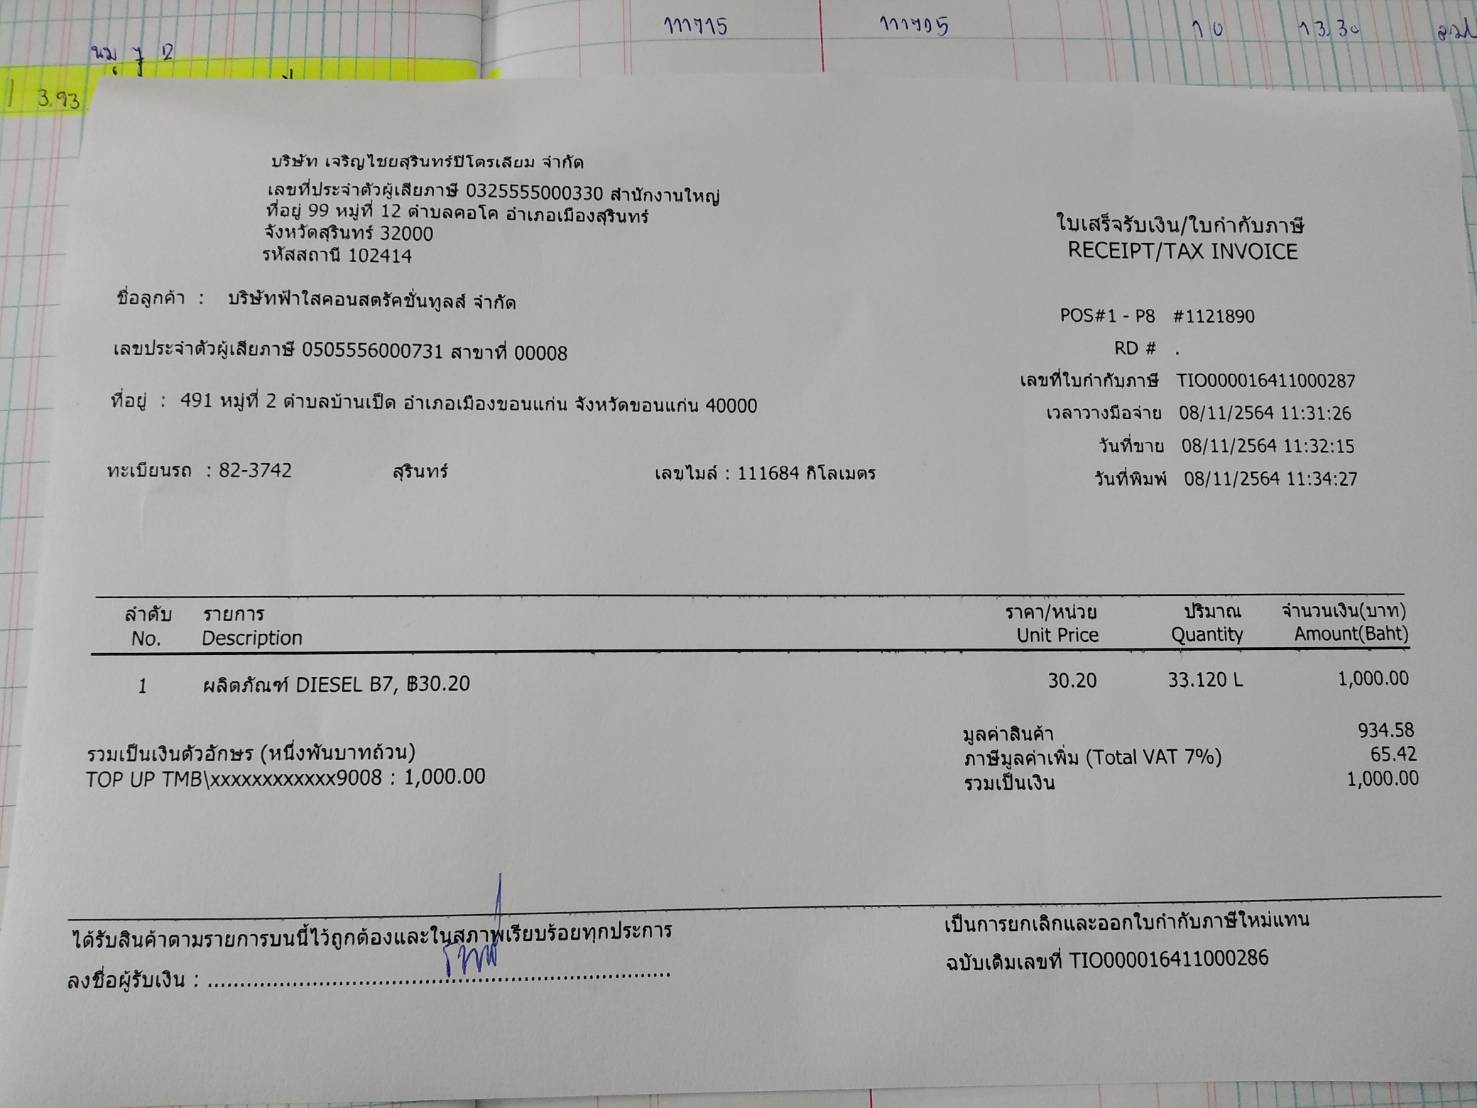 111715 111795 10 13.30
3.93
บริษัท เจริญไชยสุรินทร์ปิโตรเลียม จำกัด
เลขที่ประจำตัวผู้เสียภาษี 0325555000330 สำนักงานใหญ่
ที่อยู่ 99 หมู่ที่ 12 ตำบลคอโค อำเภอเมืองสุรินทร์
จังหวัดสุรินทร์ 32000
รหัสสถานี 102414
ใบเสร็จรับเงิน/ใบกำกับภาษี
RECEIPT/TAX INVOICE
ชื่อลูกค้า : บริษัทฟ้าใสคอนสตรัคชั่นทูลส์ จำกัด
POS#1 - P8 #1121890
เลขประจำตัวผู้เสียภาษี 0505556000731 สาขาที่ 00008
RD # .
เลขที่ใบกำกับภาษี TIO000016411000287
ที่อยู่ : 491 หมู่ที่ 2 ตำบลบ้านเป็ด อำเภอเมืองขอนแก่น จังหวัดขอนแก่น 40000
เวลาวางมือจ่าย 08/11/2564 11:31:26
วันที่ขาย 08/11/2564 11:32:15
ทะเบียนรถ : 82-3742 สุรินทร์ เลขไมล์ : 111684 กิโลเมตร
วันที่พิมพ์ 08/11/2564 11:34:27
ลำดับ รายการ ราคา/หน่วย ปริมาณ จำนวนเงิน(บาท)
No. Description Unit Price Quantity Amount(Baht)
1 ผลิตภัณฑ์ DIESEL B7, ฿30.20 30.20 33.120 L 1,000.00
มูลค่าสินค้า 934.58
รวมเป็นเงินตัวอักษร (หนึ่งพันบาทถ้วน) ภาษีมูลค่าเพิ่ม (Total VAT 7%) 65.42
TOP UP TMB\xxxxxxxxxxxx9008 : 1,000.00 รวมเป็นเงิน 1,000.00
ได้รับสินค้าตามรายการบนนี้ไว้ถูกต้องและในสภาพเรียบร้อยทุกประการ เป็นการยกเลิกและออกใบกำกับภาษีใหม่แทน
ลงชื่อผู้รับเงิน : ........................................................................ ฉบับเดิมเลขที่ TIO000016411000286